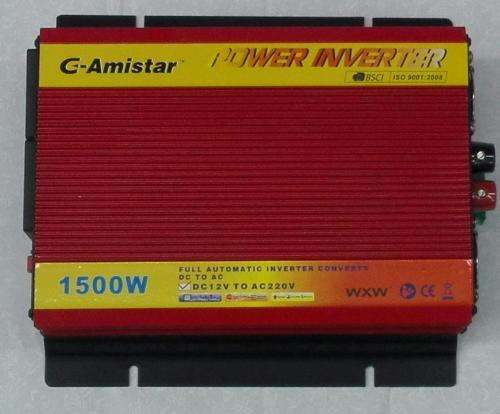 G-Amistar™
POWER INVERTER
BSCI ISO 9001:2008
1500W
FULL AUTOMATIC INVERTER CONVERTS
DC TO AC
DC12V TO AC220V
WXW CE